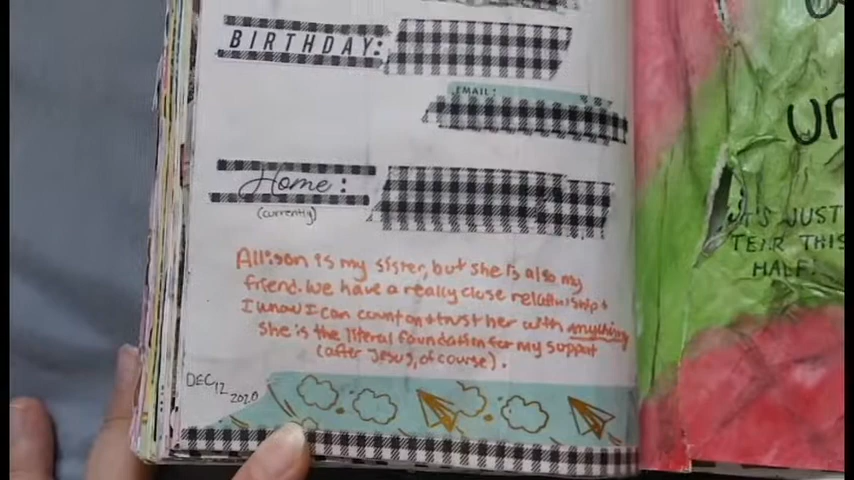 BIRTHDAY:
EMAIL:
Home:
(currently)
Allison is my sister, but she is also my
friend. we have a really close relationship +
I know I can count on + trust her with anything
she is the literal foundation for my support
(after Jesus, of course).
DEC 12 2020
un
IT'S JUST
TEAR THIS
HALF!